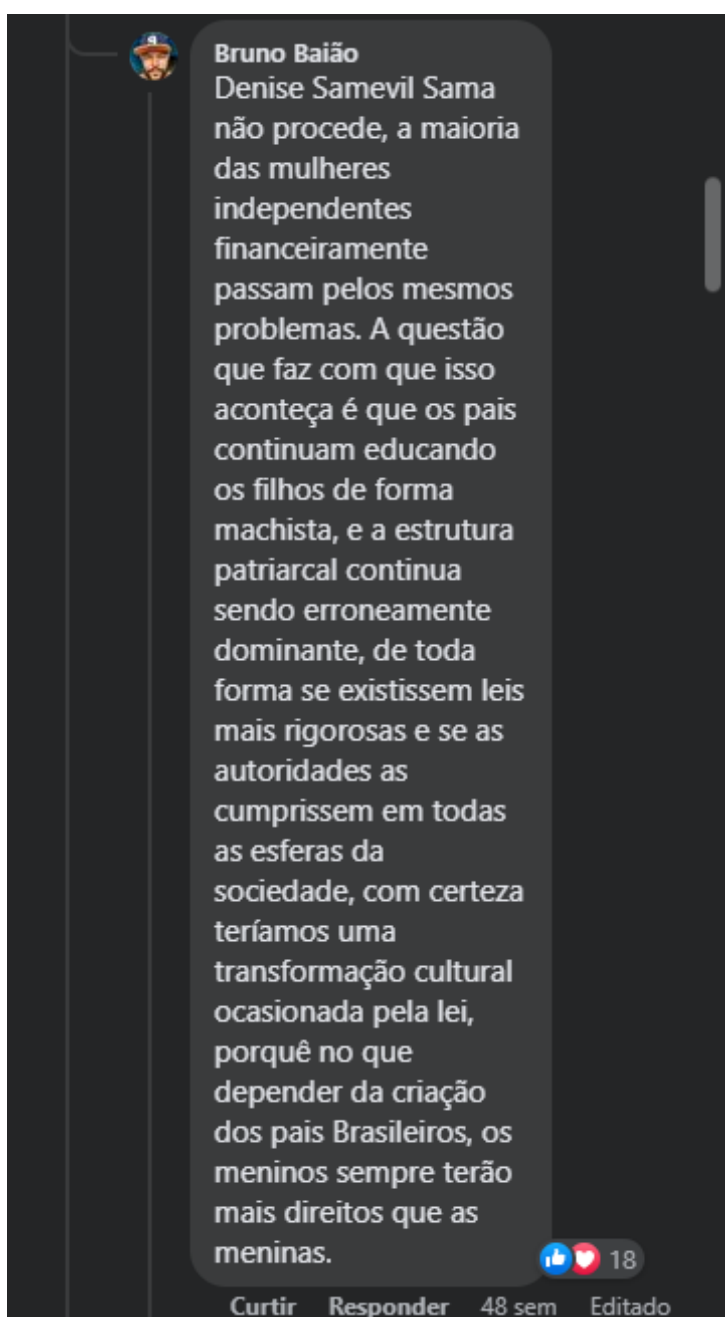 Bruno Baião
Denise Samevil Sama
não procede, a maioria
das mulheres
independentes
financeiramente
passam pelos mesmos
problemas. A questão
que faz com que isso
aconteça é que os pais
continuam educando
os filhos de forma
machista, e a estrutura
patriarcal continua
sendo erroneamente
dominante, de toda
forma se existissem leis
mais rigorosas e se as
autoridades as
cumprissem em todas
as esferas da
sociedade, com certeza
teríamos uma
transformação cultural
ocasionada pela lei,
porquê no que
depender da criação
dos pais Brasileiros, os
meninos sempre terão
mais direitos que as
meninas.
18
Curtir Responder 48 sem Editado